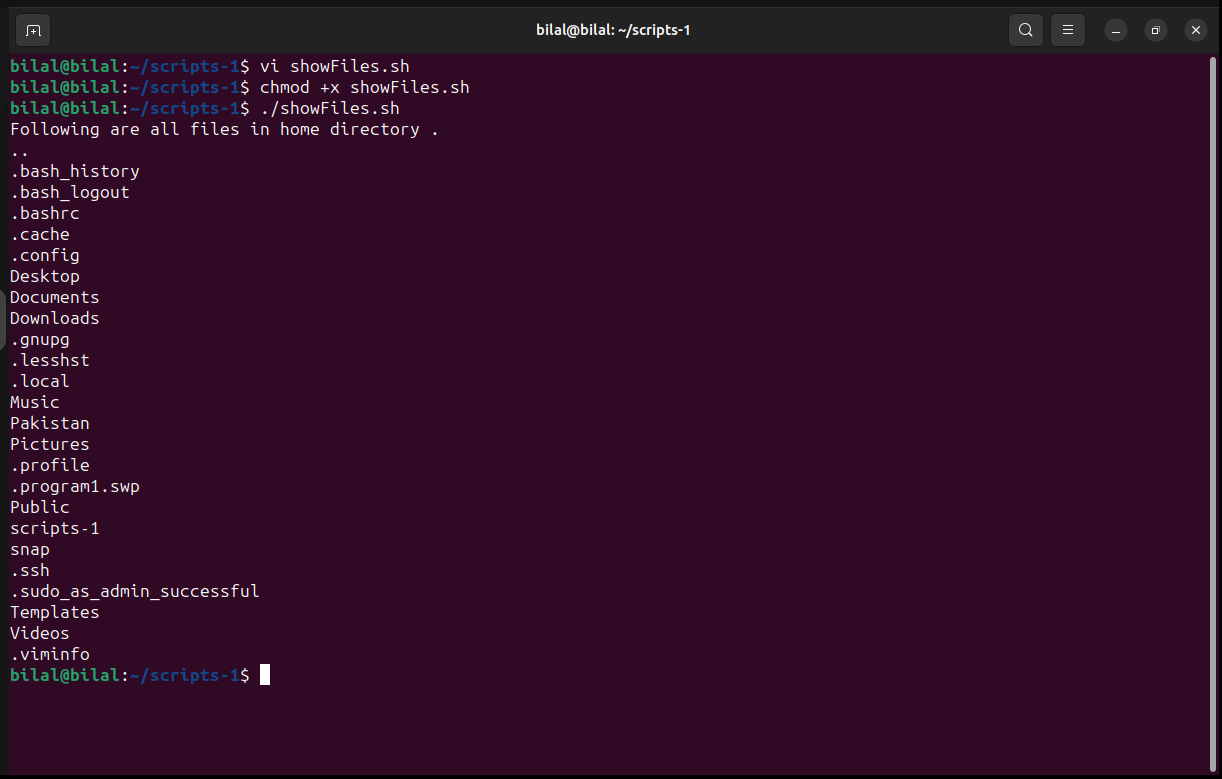 bilal@bilal: ~/scripts-1
bilal@bilal:~/scripts-1$ vi showFiles.sh
bilal@bilal:~/scripts-1$ chmod +x showFiles.sh
bilal@bilal:~/scripts-1$ ./showFiles.sh
Following are all files in home directory .
..
.bash_history
.bash_logout
.bashrc
.cache
.config
Desktop
Documents
Downloads
.gnupg
.lesshst
.local
Music
Pakistan
Pictures
.profile
.program1.swp
Public
scripts-1
snap
.ssh
.sudo_as_admin_successful
Templates
Videos
.viminfo
bilal@bilal:~/scripts-1$